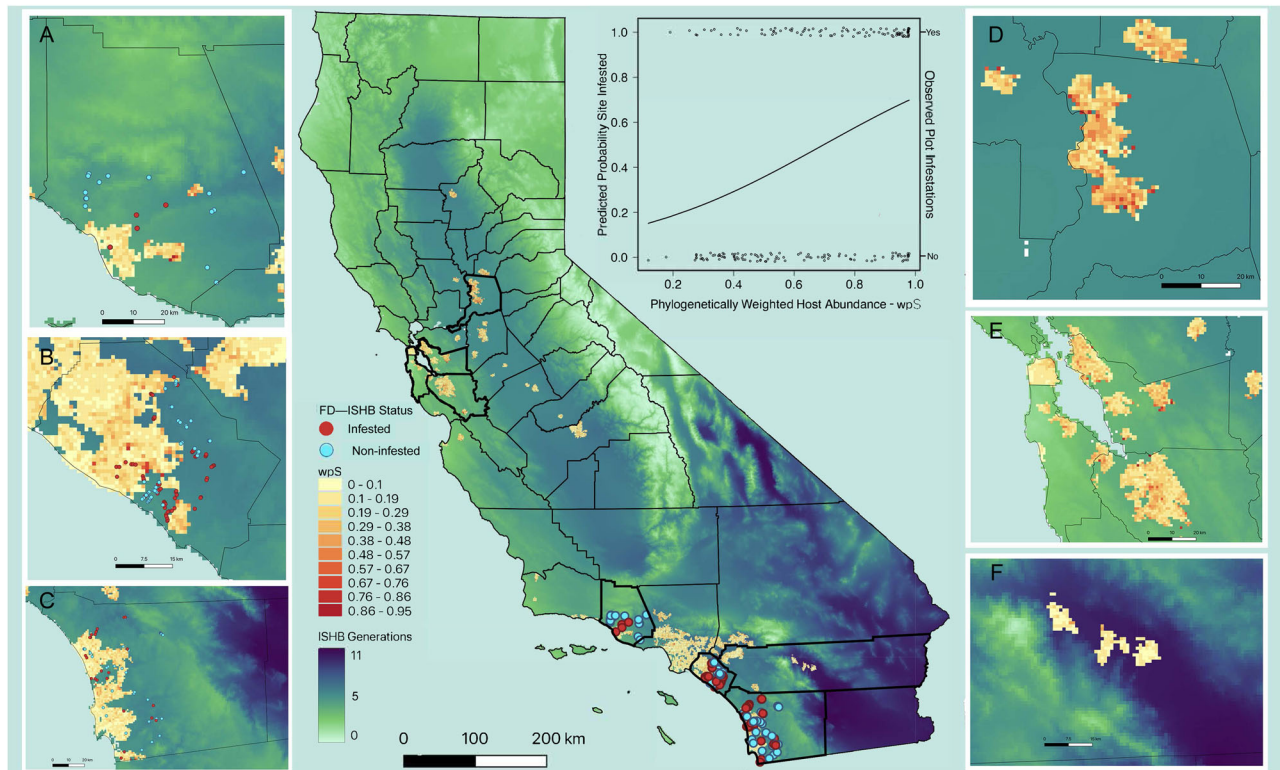 A
0 10 20 km
B
0 7.5 15 km
C
0 10 20 km
FD—ISHB Status
Infested
Non-infested
wpS
0 - 0.1
0.1 - 0.19
0.19 - 0.29
0.29 - 0.38
0.38 - 0.48
0.48 - 0.57
0.57 - 0.67
0.67 - 0.76
0.76 - 0.86
0.86 - 0.95
ISHB Generations
11
5
0
0 100 200 km
Predicted Probability Site Infested
1.0
0.8
0.6
0.4
0.2
0.0
0.2 0.4 0.6 0.8 1.0
Phylogenetically Weighted Host Abundance - wpS
Yes
No
Observed Plot Infestations
D
0 10 20 km
E
0 10 20 km
F
0 7.5 10 km